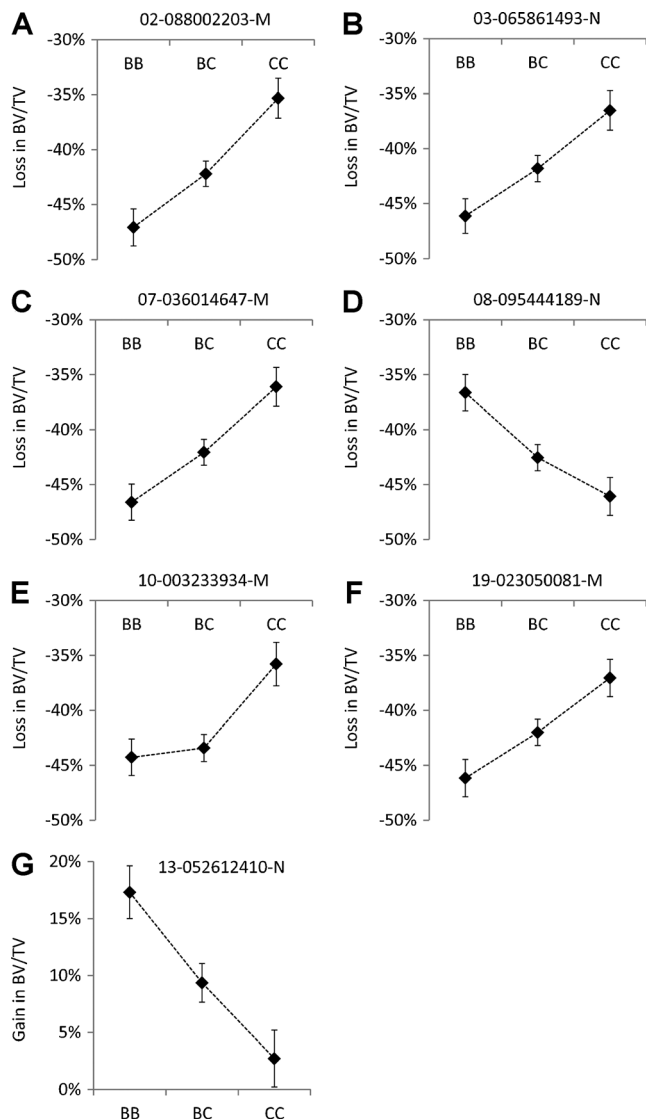 A 02-088002203-M
-30%
-35%
-40%
-45%
-50%
Loss in BV/TV
BB BC CC
B 03-065861493-N
-30%
-35%
-40%
-45%
-50%
Loss in BV/TV
BB BC CC
C 07-036014647-M
-30%
-35%
-40%
-45%
-50%
Loss in BV/TV
BB BC CC
D 08-095444189-N
-30%
-35%
-40%
-45%
-50%
Loss in BV/TV
BB BC CC
E 10-003233934-M
-30%
-35%
-40%
-45%
-50%
Loss in BV/TV
BB BC CC
F 19-023050081-M
-30%
-35%
-40%
-45%
-50%
Loss in BV/TV
BB BC CC
G 13-052612410-N
20%
15%
10%
5%
0%
Gain in BV/TV
BB BC CC